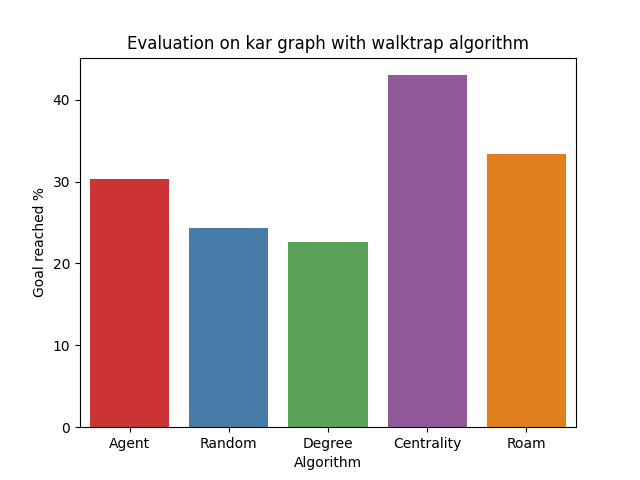 Evaluation on kar graph with walktrap algorithm
Goal reached %
40
30
20
10
0
Agent Random Degree Centrality Roam
Algorithm